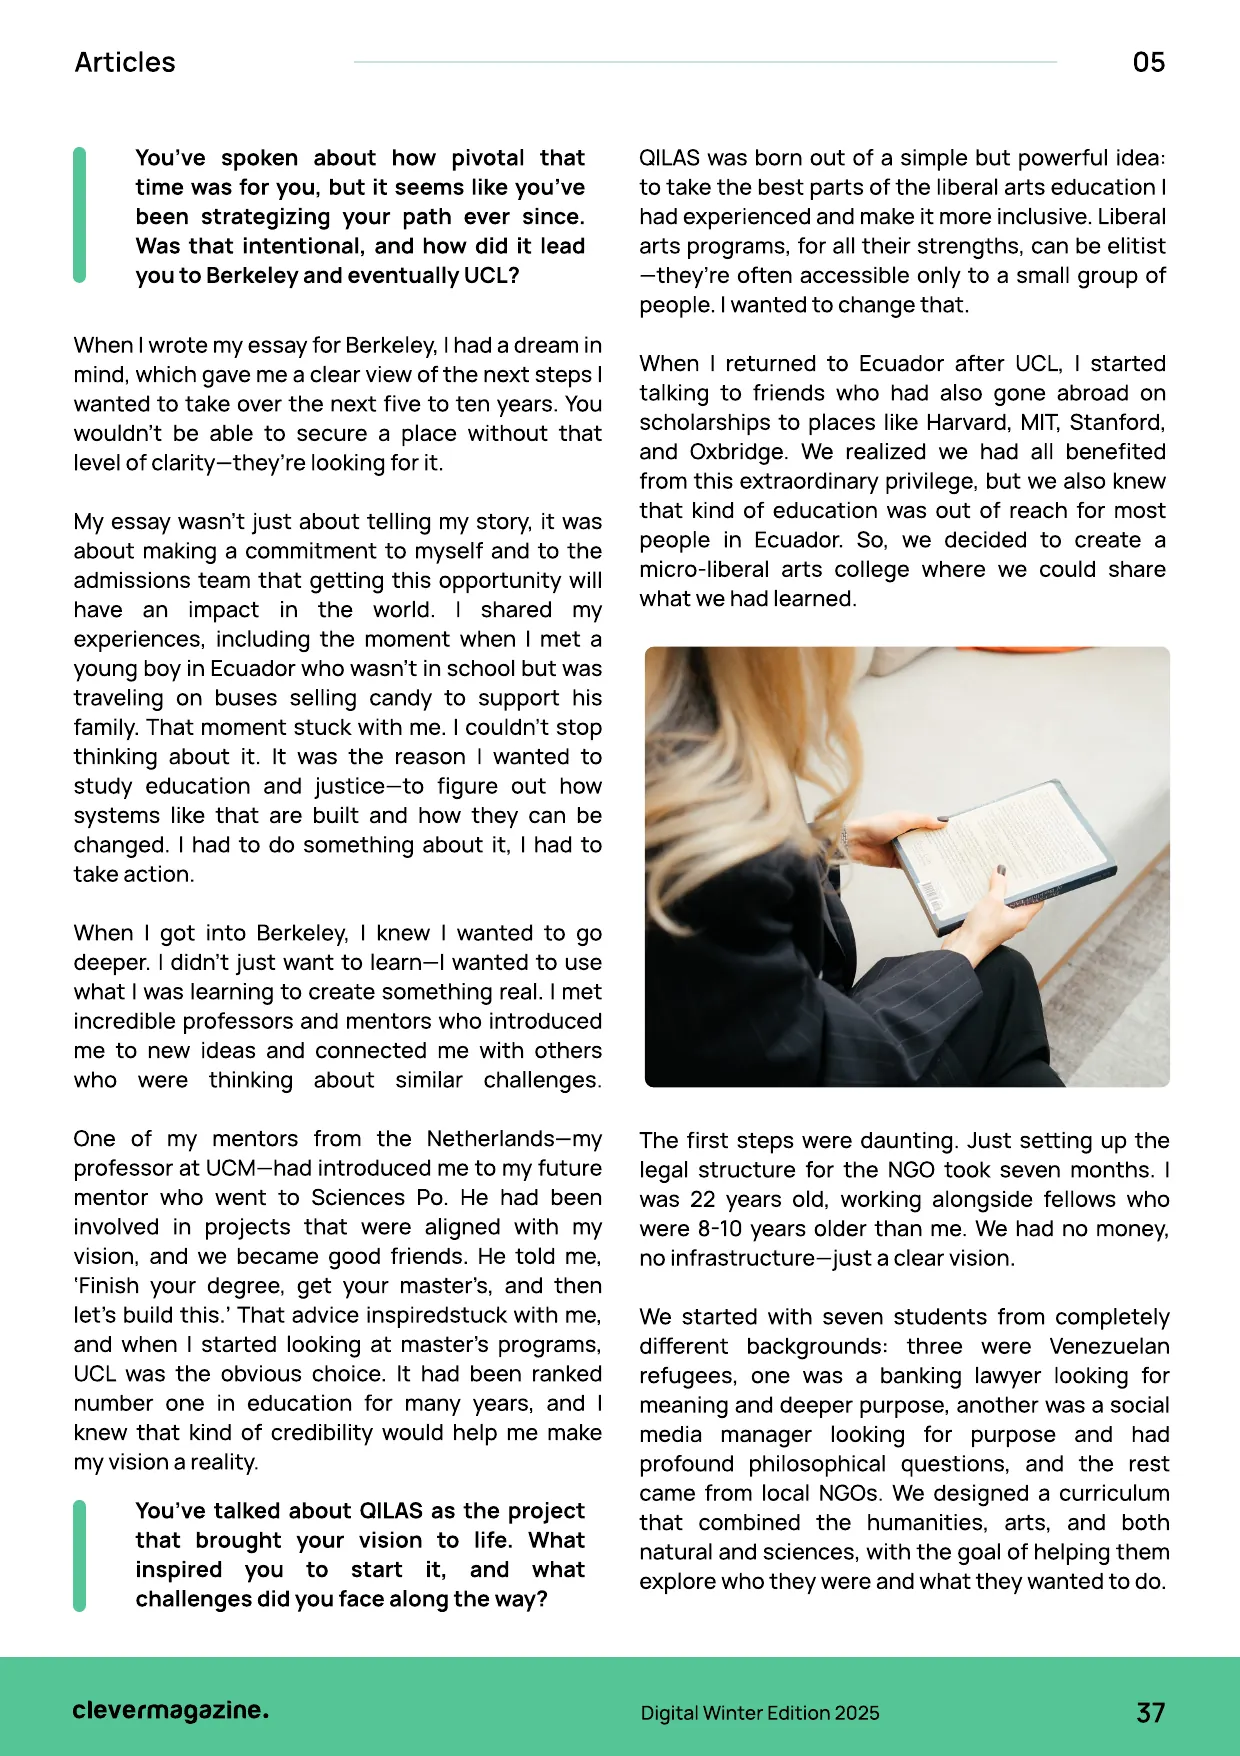 Articles
05
You’ve spoken about how pivotal that
time was for you, but it seems like you’ve
been strategizing your path ever since.
Was that intentional, and how did it lead
you to Berkeley and eventually UCL?
When I wrote my essay for Berkeley, I had a dream in
mind, which gave me a clear view of the next steps I
wanted to take over the next five to ten years. You
wouldn’t be able to secure a place without that
level of clarity—they’re looking for it.
My essay wasn’t just about telling my story, it was
about making a commitment to myself and to the
admissions team that getting this opportunity will
have an impact in the world. I shared my
experiences, including the moment when I met a
young boy in Ecuador who wasn’t in school but was
traveling on buses selling candy to support his
family. That moment stuck with me. I couldn’t stop
thinking about it. It was the reason I wanted to
study education and justice—to figure out how
systems like that are built and how they can be
changed. I had to do something about it, I had to
take action.
When I got into Berkeley, I knew I wanted to go
deeper. I didn’t just want to learn—I wanted to use
what I was learning to create something real. I met
incredible professors and mentors who introduced
me to new ideas and connected me with others
who were thinking about similar challenges.
One of my mentors from the Netherlands—my
professor at UCM—had introduced me to my future
mentor who went to Sciences Po. He had been
involved in projects that were aligned with my
vision, and we became good friends. He told me,
‘Finish your degree, get your master’s, and then
let’s build this.’ That advice inspiredstuck with me,
and when I started looking at master’s programs,
UCL was the obvious choice. It had been ranked
number one in education for many years, and I
knew that kind of credibility would help me make
my vision a reality.
You’ve talked about QILAS as the project
that brought your vision to life. What
inspired you to start it, and what
challenges did you face along the way?
QILAS was born out of a simple but powerful idea:
to take the best parts of the liberal arts education I
had experienced and make it more inclusive. Liberal
arts programs, for all their strengths, can be elitist
—they’re often accessible only to a small group of
people. I wanted to change that.
When I returned to Ecuador after UCL, I started
talking to friends who had also gone abroad on
scholarships to places like Harvard, MIT, Stanford,
and Oxbridge. We realized we had all benefited
from this extraordinary privilege, but we also knew
that kind of education was out of reach for most
people in Ecuador. So, we decided to create a
micro-liberal arts college where we could share
what we had learned.
The first steps were daunting. Just setting up the
legal structure for the NGO took seven months. I
was 22 years old, working alongside fellows who
were 8-10 years older than me. We had no money,
no infrastructure—just a clear vision.
We started with seven students from completely
different backgrounds: three were Venezuelan
refugees, one was a banking lawyer looking for
meaning and deeper purpose, another was a social
media manager looking for purpose and had
profound philosophical questions, and the rest
came from local NGOs. We designed a curriculum
that combined the humanities, arts, and both
natural and sciences, with the goal of helping them
explore who they were and what they wanted to do.
clevermagazine.
Digital Winter Edition 2025
37